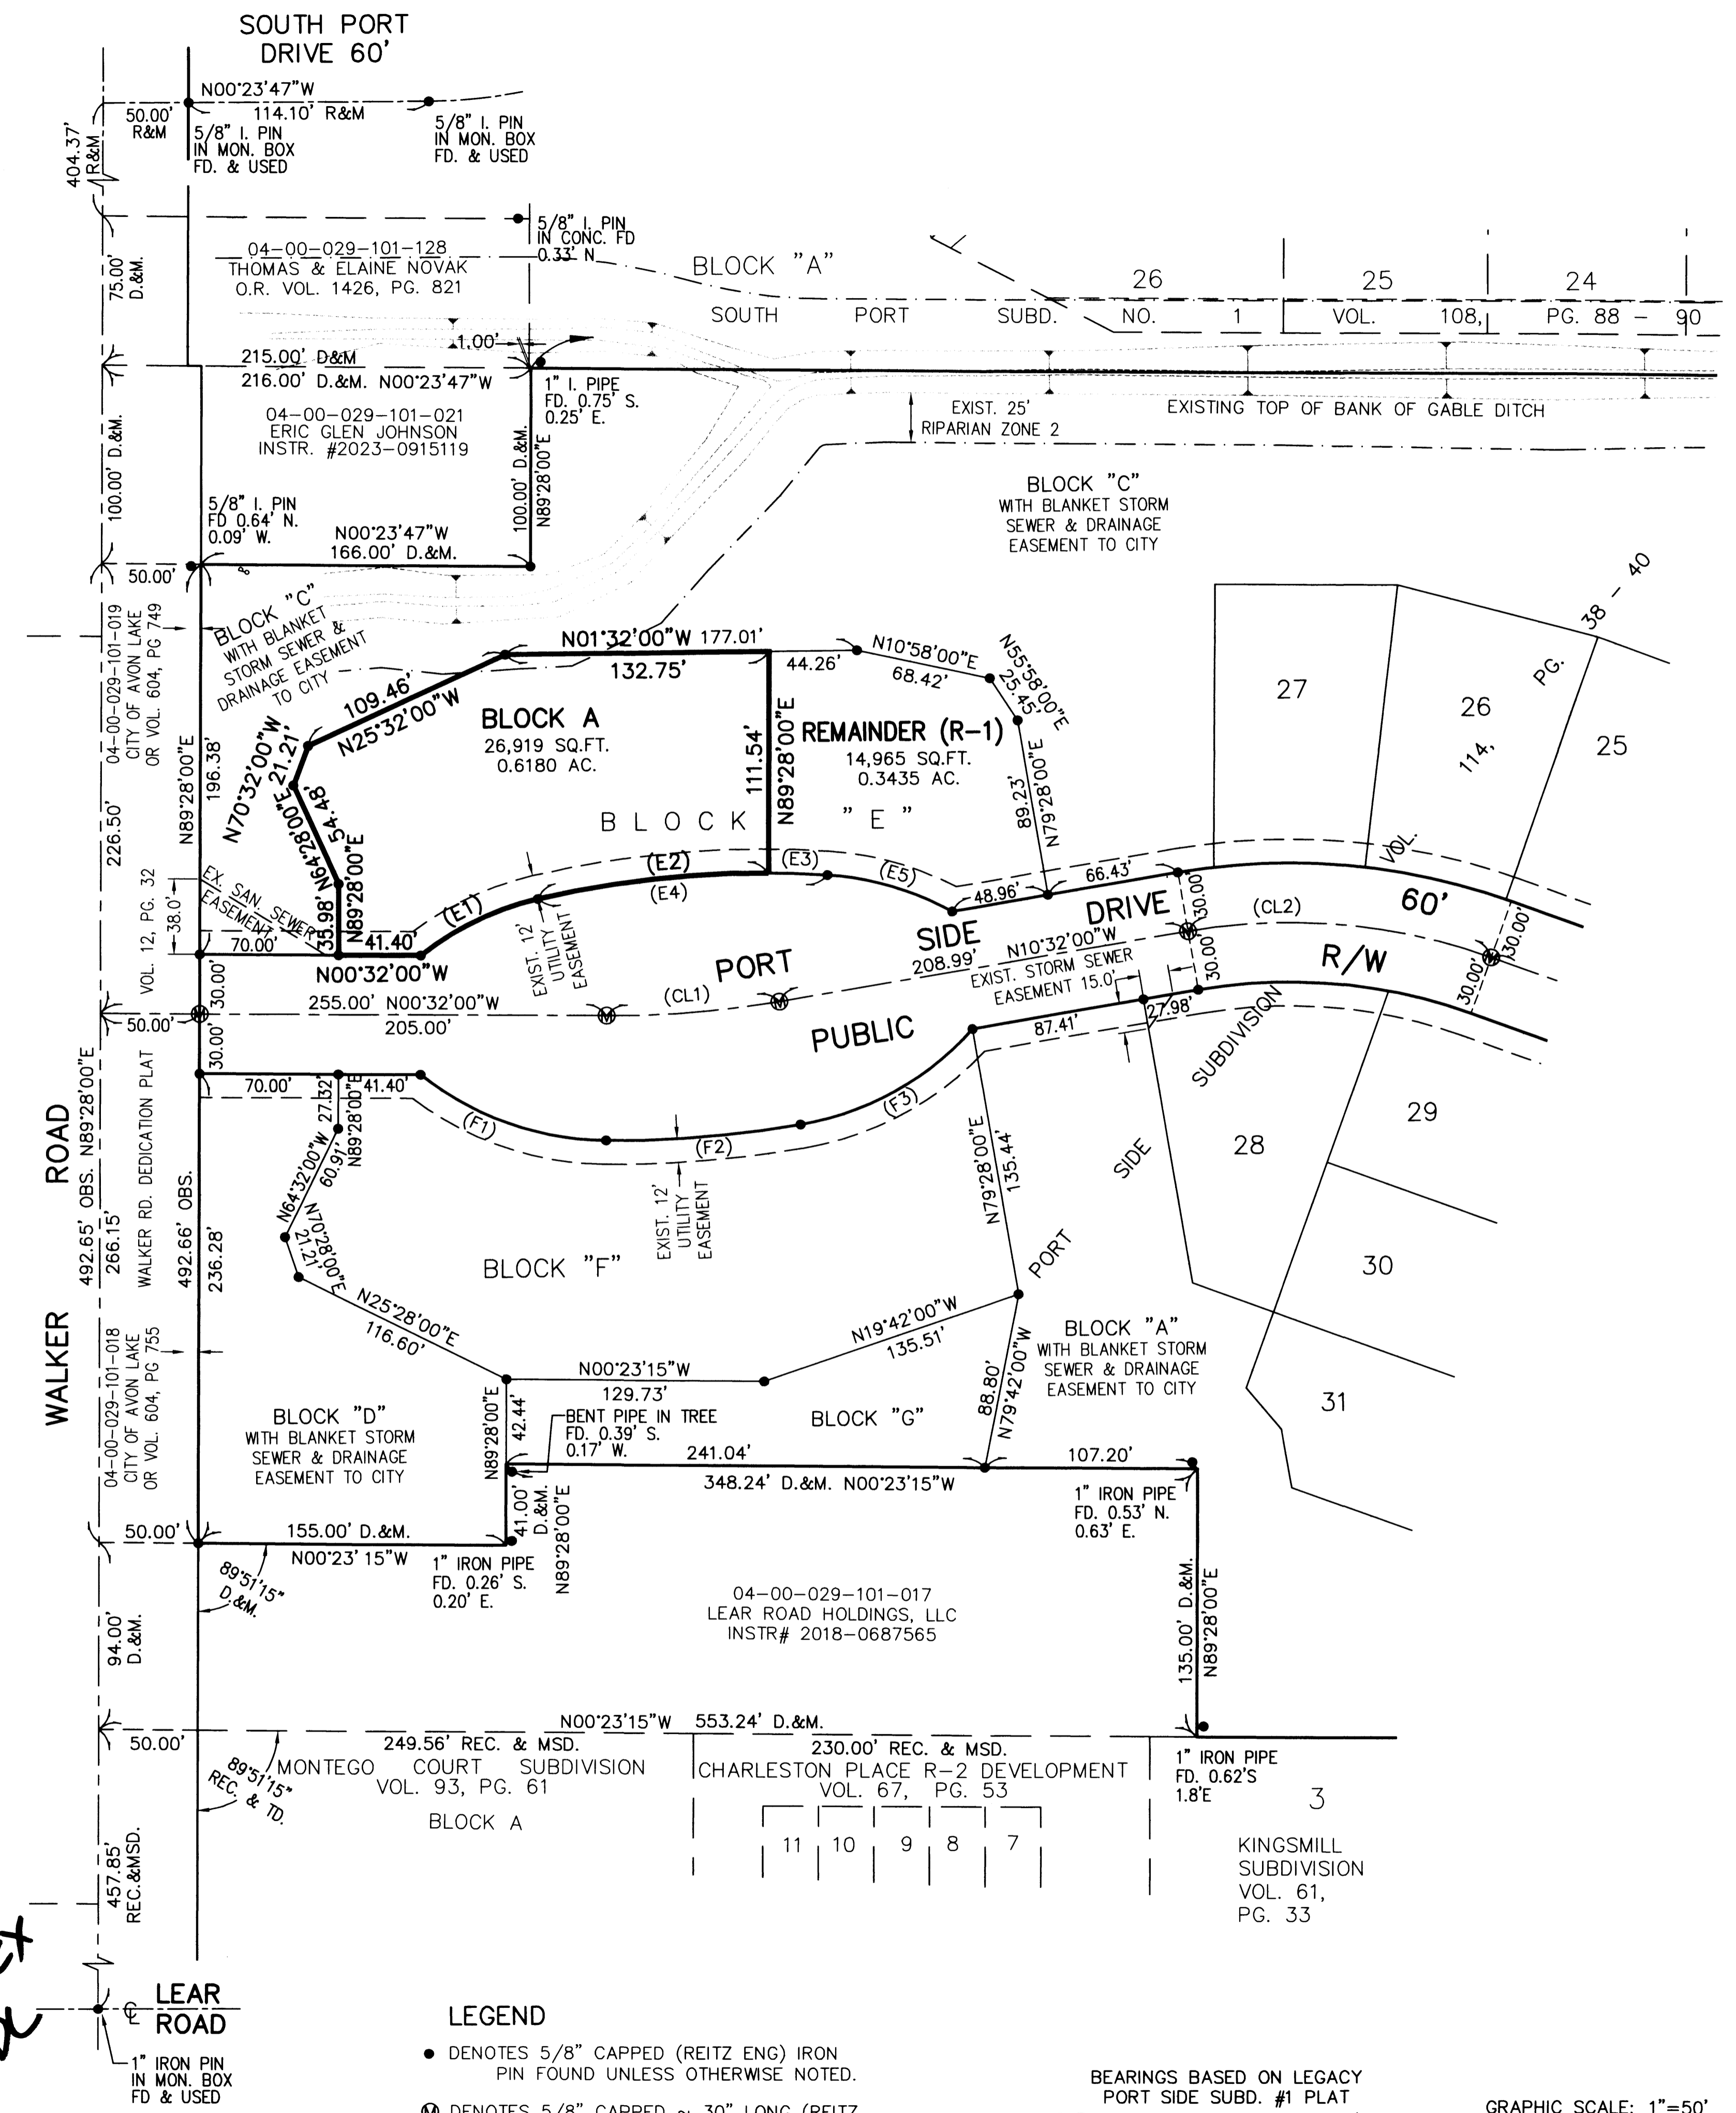 SOUTH PORT
DRIVE 60'
N00°23'47"W
50.00'
R&M
114.10' R&M
5/8" I. PIN
IN MON. BOX
FD. & USED
5/8" I. PIN
IN MON. BOX
FD. & USED
404.37'
R&M
75.00'
D.&M.
04-00-029-101-128
THOMAS & ELAINE NOVAK
O.R. VOL. 1426, PG. 821
5/8" I. PIN
IN CONC. FD
0.33' N
BLOCK "A"
26
25
24
SOUTH PORT SUBD. NO. 1 VOL. 108, PG. 88 - 90
1.00'
215.00' D&M
216.00' D.&M. N00°23'47"W
1" I. PIPE
FD. 0.75' S.
0.25' E.
04-00-029-101-021
ERIC GLEN JOHNSON
INSTR. #2023-0915119
100.00' D.&M.
100.00' D.&M.
N89°28'00"E
EXIST. 25'
RIPARIAN ZONE 2
EXISTING TOP OF BANK OF GABLE DITCH
5/8" I. PIN
FD 0.64' N.
0.09' W.
N00°23'47"W
166.00' D.&M.
50.00'
BLOCK "C"
WITH BLANKET STORM
SEWER & DRAINAGE
EASEMENT TO CITY
BLOCK "C"
WITH BLANKET
STORM SEWER &
DRAINAGE EASEMENT
TO CITY
04-00-029-101-019
CITY OF AVON LAKE
OR VOL. 604, PG 749
N89°28'00"E
196.38'
226.50'
N01°32'00"W 177.01'
132.75'
44.26'
N10°58'00"E
68.42'
N55°58'00"E
25.45'
109.46'
N25°32'00"W
N70°32'00"W
21.21'
N64°28'00"E
54.48'
35.98'
N89°28'00"E
BLOCK A
26,919 SQ.FT.
0.6180 AC.
111.54'
N89°28'00"E
REMAINDER (R-1)
14,965 SQ.FT.
0.3435 AC.
BLOCK "E"
89.23'
N79°28'00"E
27
26
25
VOL.
114,
PG.
38 - 40
EX. SAN. SEWER
EASEMENT
38.0'
VOL. 12, PG. 32
70.00'
41.40'
N00°32'00"W
(E1)
(E2)
(E3)
(E4)
(E5)
EXIST. 12'
UTILITY
EASEMENT
48.96'
66.43'
PORT SIDE DRIVE 60'
PUBLIC R/W
30.00'
30.00'
(CL2)
30.00'
30.00'
N10°32'00"W
208.99'
EXIST. STORM SEWER
EASEMENT 15.0'
30.00'
30.00'
50.00'
255.00' N00°32'00"W
205.00'
(CL1)
87.41'
27.98'
70.00'
41.40'
27.32'
N89°28'00"E
(F1)
(F2)
(F3)
N64°32'00"W
60.91'
N70°28'00"E
21.21'
EXIST. 12'
UTILITY
EASEMENT
PORT
SIDE
SUBDIVISION
N79°28'00"E
135.44'
28
29
30
31
WALKER ROAD
492.65' OBS. N89°28'00"E
266.15'
WALKER RD. DEDICATION PLAT
492.66' OBS.
236.28'
BLOCK "F"
N25°28'00"E
116.60'
N00°23'15"W
129.73'
N19°42'00"W
135.51'
88.80'
N79°42'00"W
BLOCK "A"
WITH BLANKET STORM
SEWER & DRAINAGE
EASEMENT TO CITY
04-00-029-101-018
CITY OF AVON LAKE
OR VOL. 604, PG 755
BLOCK "D"
WITH BLANKET STORM
SEWER & DRAINAGE
EASEMENT TO CITY
N89°28'00"E
42.44'
BENT PIPE IN TREE
FD. 0.39' S.
0.17' W.
BLOCK "G"
241.04'
348.24' D.&M. N00°23'15"W
107.20'
1" IRON PIPE
FD. 0.53' N.
0.63' E.
41.00'
D.&M.
N89°28'00"E
50.00'
155.00' D.&M.
N00°23'15"W
1" IRON PIPE
FD. 0.26' S.
0.20' E.
89°51'15"
D.&M.
94.00'
D.&M.
04-00-029-101-017
LEAR ROAD HOLDINGS, LLC
INSTR# 2018-0687565
135.00' D.&M.
N89°28'00"E
N00°23'15"W 553.24' D.&M.
50.00'
249.56' REC. & MSD.
230.00' REC. & MSD.
MONTEGO COURT SUBDIVISION
VOL. 93, PG. 61
BLOCK A
CHARLESTON PLACE R-2 DEVELOPMENT
VOL. 67, PG. 53
11 10 9 8 7
1" IRON PIPE
FD. 0.62'S
1.8'E
3
KINGSMILL
SUBDIVISION
VOL. 61,
PG. 33
89°51'15"
REC. & TD.
457.85'
REC.&MSD.
LEAR
ROAD
1" IRON PIN
IN MON. BOX
FD & USED
LEGEND
DENOTES 5/8" CAPPED (REITZ ENG) IRON
PIN FOUND UNLESS OTHERWISE NOTED.
DENOTES 5/8" CAPPED 30" LONG (REITZ
BEARINGS BASED ON LEGACY
PORT SIDE SUBD. #1 PLAT
GRAPHIC SCALE: 1"=50'